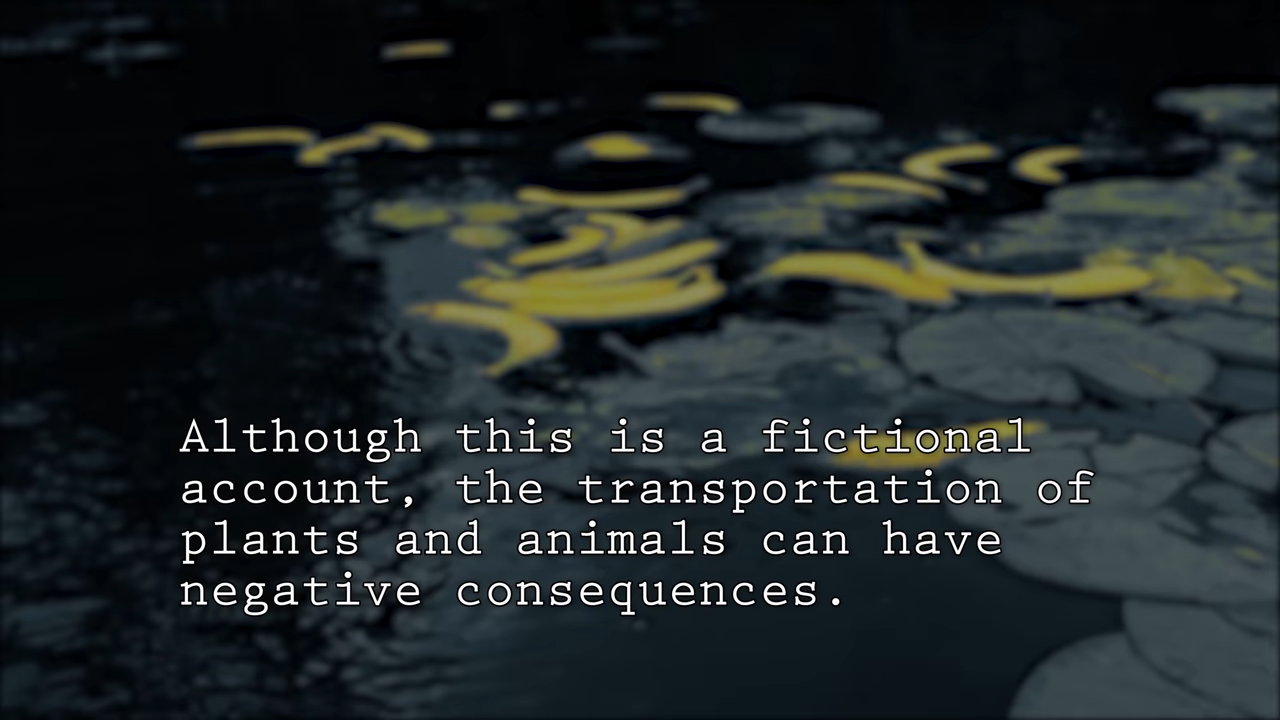 Although this is a fictional
account, the transportation of
plants and animals can have
negative consequences.